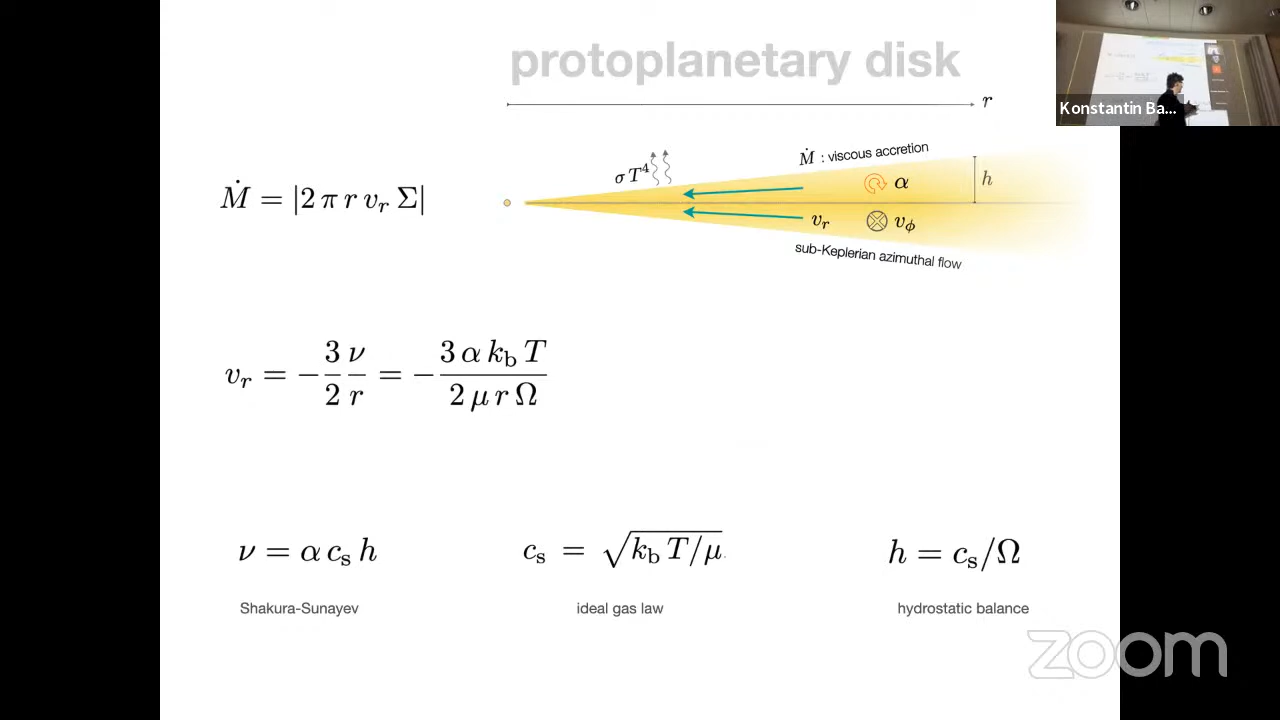 protoplanetary disk
r
Konstantin Ba...
Ṁ : viscous accretion
σ T⁴
α
h
Ṁ = |2 π r v_r Σ|
v_r
v_ϕ
sub-Keplerian azimuthal flow
v_r = − 3/2 ν/r = − 3 α k_b T / 2 μ r Ω
ν = α c_s h
c_s = √(k_b T/μ)
h = c_s/Ω
Shakura-Sunayev
ideal gas law
hydrostatic balance
zoom